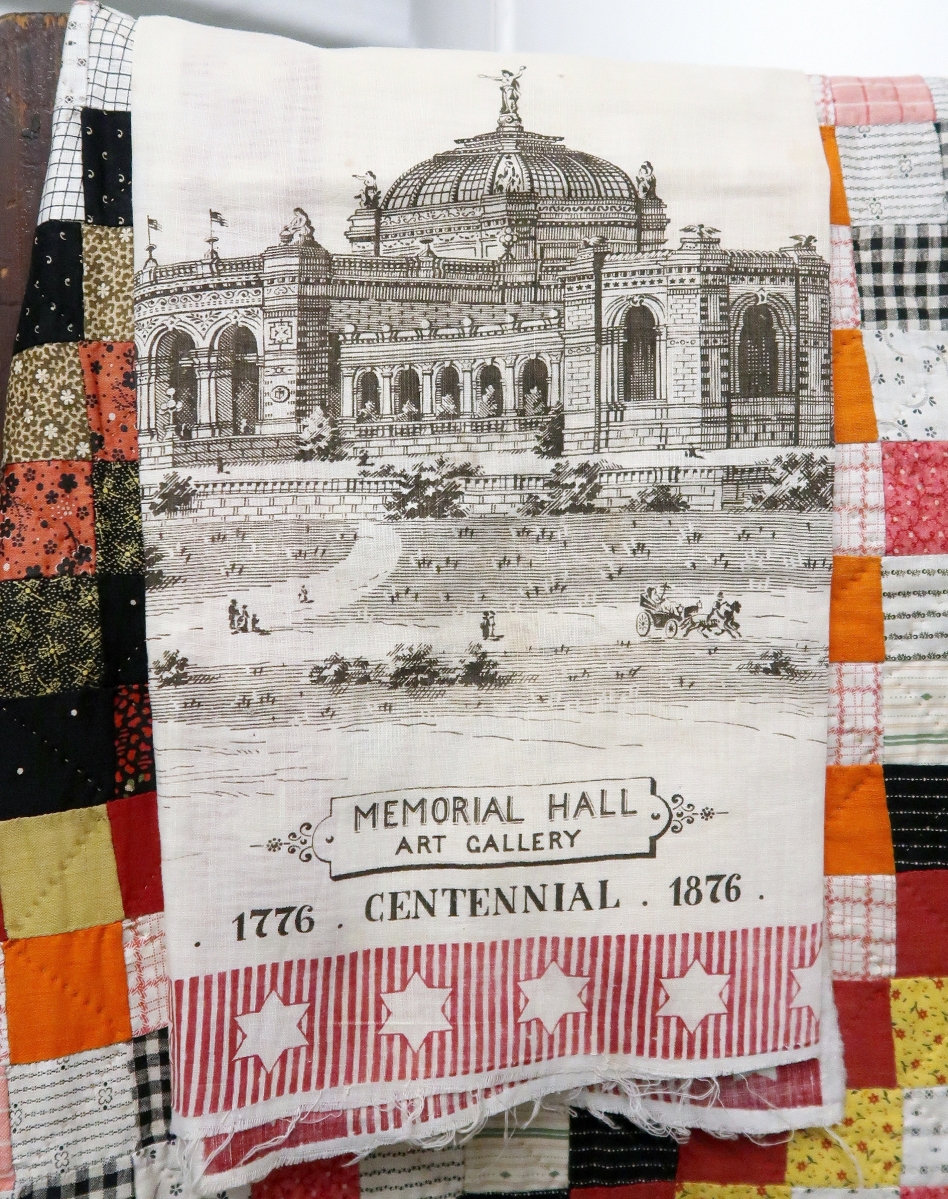 MEMORIAL HALL
ART GALLERY
. 1776 . CENTENNIAL . 1876 .